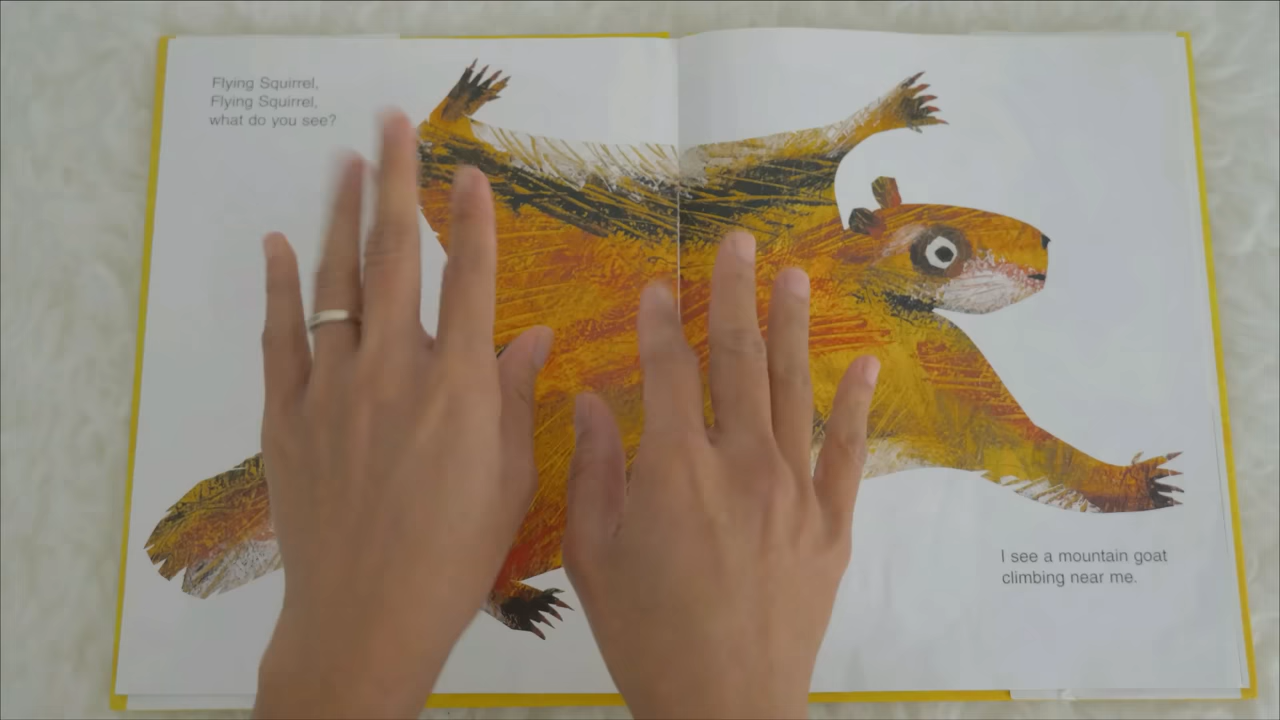 Flying Squirrel,
Flying Squirrel,
what do you see?
I see a mountain goat
climbing near me.